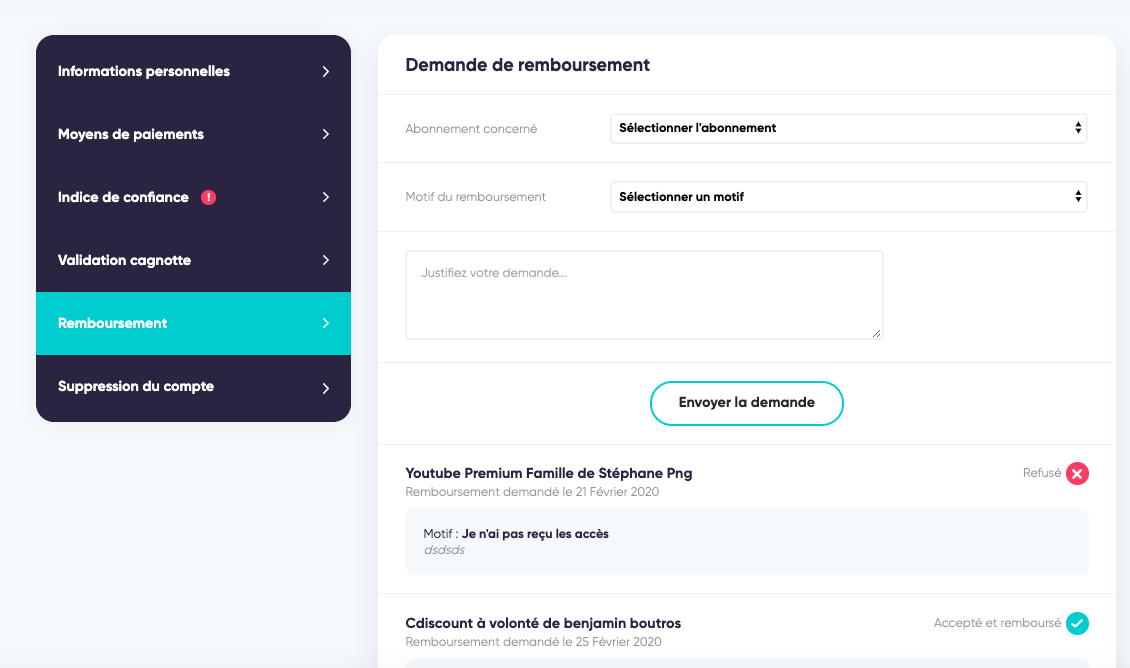 Informations personnelles
Moyens de paiements
Indice de confiance !
Validation cagnotte
Remboursement
Suppression du compte
Demande de remboursement
Abonnement concerné
Sélectionner l'abonnement
Motif du remboursement
Sélectionner un motif
Justifiez votre demande...
Envoyer la demande
Youtube Premium Famille de Stéphane Png
Refusé
Remboursement demandé le 21 Février 2020
Motif : Je n'ai pas reçu les accès
dsdsds
Cdiscount à volonté de benjamin boutros
Accepté et remboursé
Remboursement demandé le 25 Février 2020